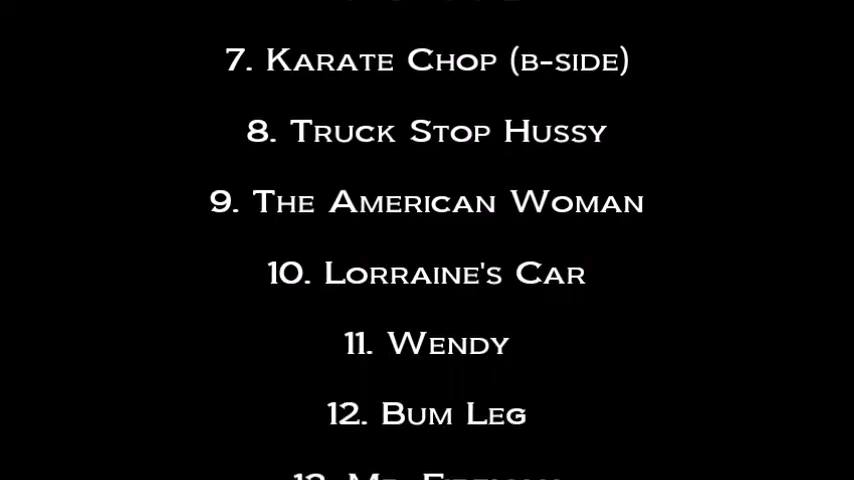 7. Karate Chop (b-side)
8. Truck Stop Hussy
9. The American Woman
10. Lorraine's Car
11. Wendy
12. Bum Leg